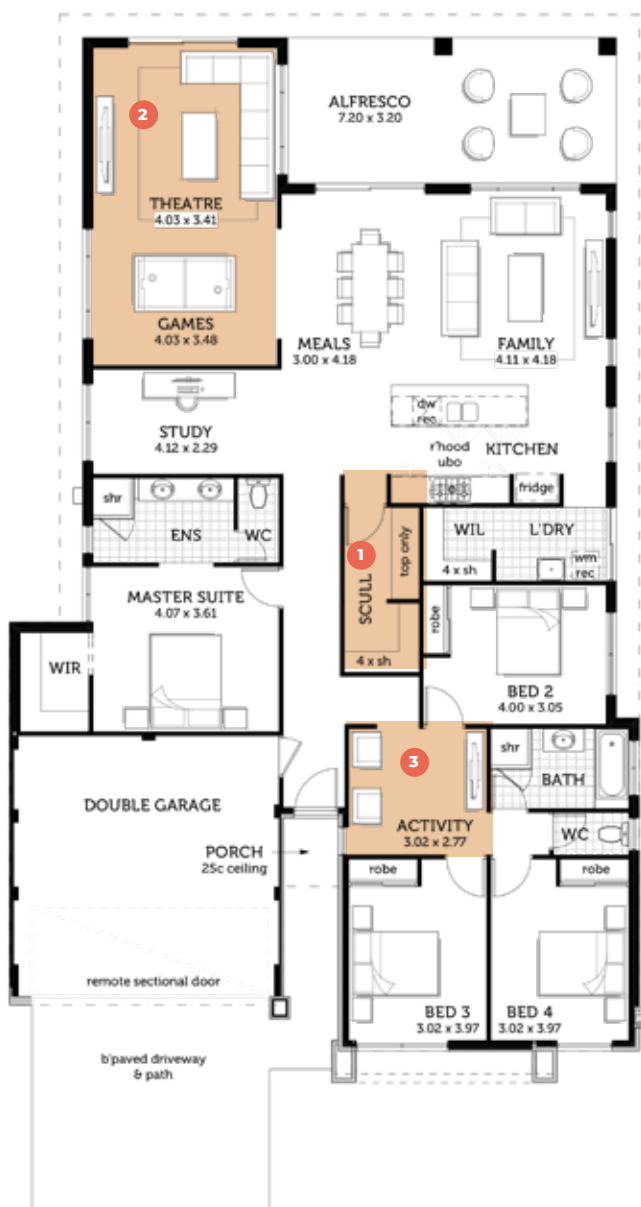 2
ALFRESCO
7.20 x 3.20
THEATRE
4.03 x 3.41
GAMES
4.03 x 3.48
MEALS
3.00 x 4.18
FAMILY
4.11 x 4.18
STUDY
4.12 x 2.29
dw
rec
r'hood
ubo
KITCHEN
fridge
shr
ENS
WC
1
SCULL
top only
4 x sh
WIL
L'DRY
4 x sh
wm
rec
MASTER SUITE
4.07 x 3.61
WIR
robe
BED 2
4.00 x 3.05
3
ACTIVITY
3.02 x 2.77
shr
BATH
WC
DOUBLE GARAGE
PORCH
25c ceiling
robe
robe
remote sectional door
BED 3
3.02 x 3.97
BED 4
3.02 x 3.97
b'paved driveway
& path